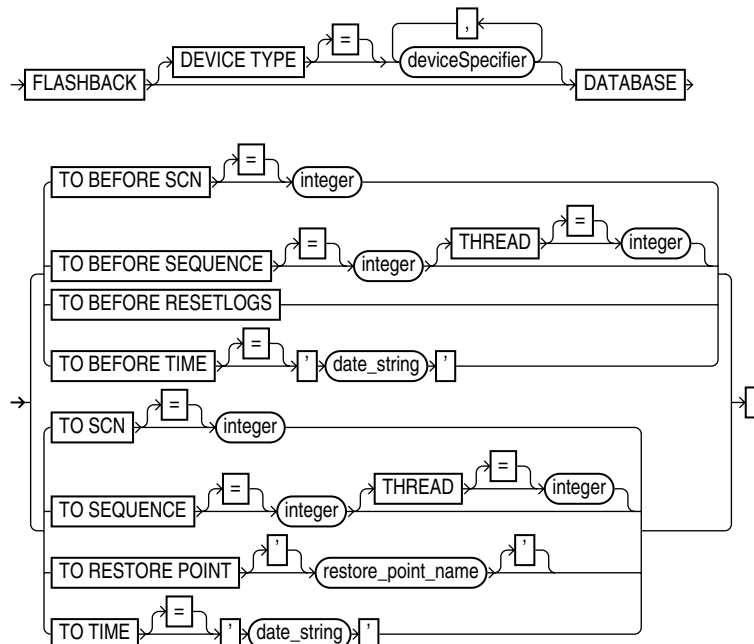 ,
=
FLASHBACK DEVICE TYPE deviceSpecifier DATABASE
=
TO BEFORE SCN integer
= =
TO BEFORE SEQUENCE integer THREAD integer
TO BEFORE RESETLOGS
=
TO BEFORE TIME ' date_string '
=
TO SCN integer
= =
TO SEQUENCE integer THREAD integer
' '
TO RESTORE POINT restore_point_name
=
TO TIME ' date_string '